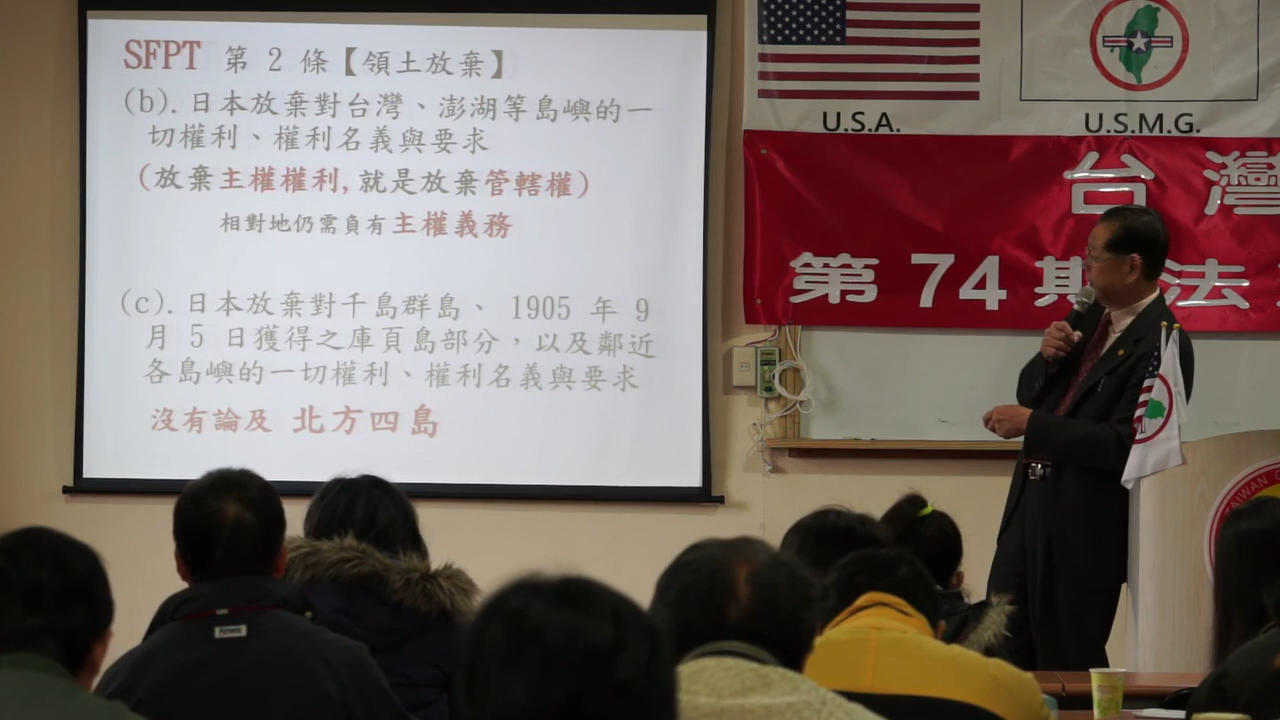 SFPT 第 2 條【領土放棄】
(b). 日本放棄對台灣、澎湖等島嶼的一
切權利、權利名義與要求
(放棄主權權利, 就是放棄管轄權)
相對地仍需負有主權義務
(c). 日本放棄對千島群島、 1905 年 9
月 5 日獲得之庫頁島部分，以及鄰近
各島嶼的一切權利、權利名義與要求
沒有論及 北方四島
U.S.A.
U.S.M.G.
台灣
第 74 期 法
TAIWAN